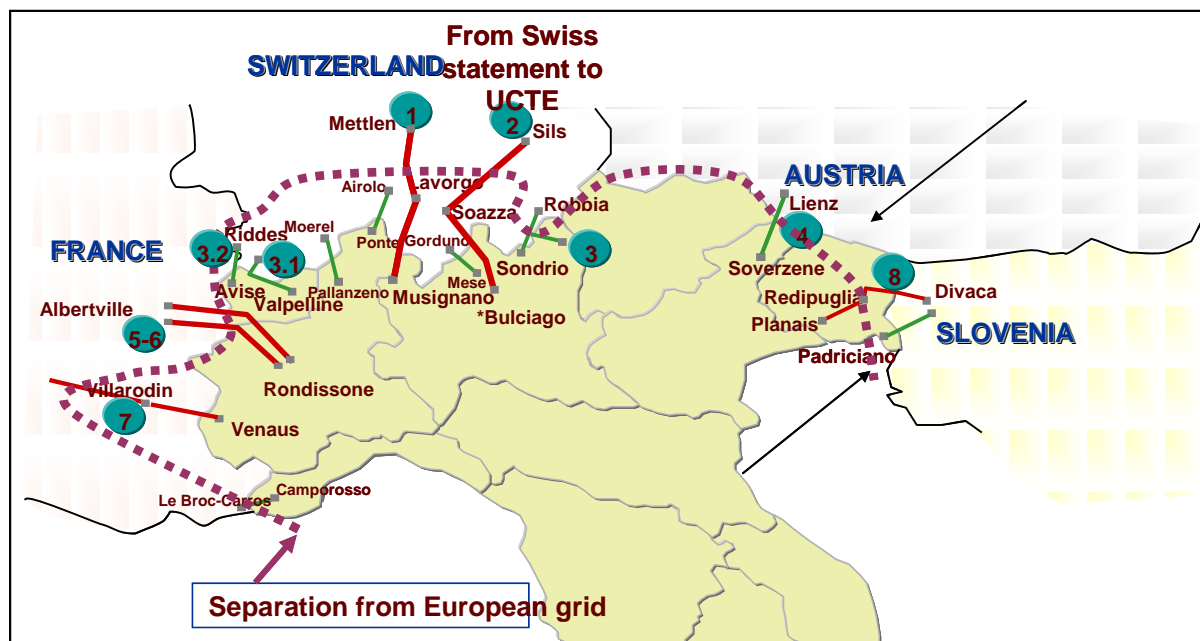 From Swiss
statement to
UCTE
SWITZERLAND
1
2
Mettlen
Sils
AUSTRIA
Airolo
Lavorgo
Robbia
Lienz
Soazza
Moerel
Riddes
FRANCE
3.2
3.1
Ponte
Gorduno
3
4
Sondrio
Soverzene
8
Avise
Valpelline
Pallanzeno
Musignano
Mese
Redipuglia
Divaca
Albertville
*Bulciago
Planais
SLOVENIA
5-6
Padriciano
Rondissone
Villarodin
7
Venaus
Le Broc-Carros
Camporosso
Separation from European grid